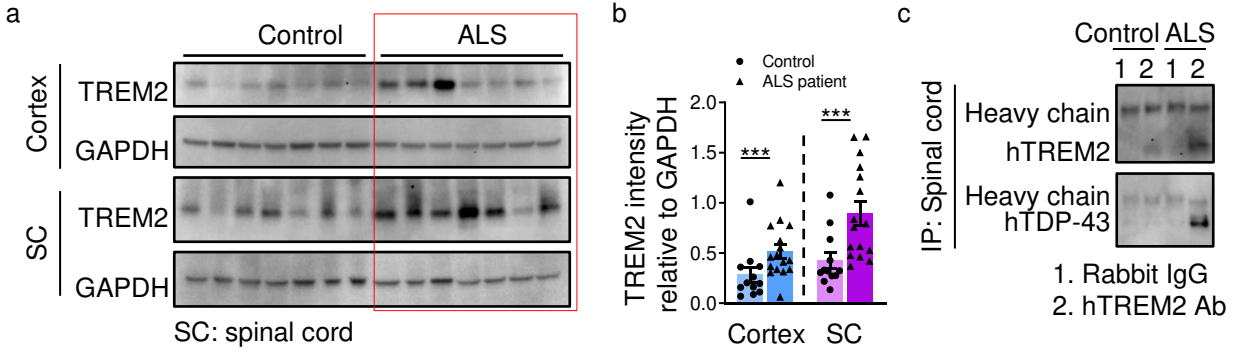 a
Control ALS
Cortex
TREM2
GAPDH
SC
TREM2
GAPDH
SC: spinal cord
b
Control
ALS patient
TREM2 intensity
relative to GAPDH
2.0
1.5
1.0
0.5
0.0
***
***
Cortex SC
c
Control ALS
1 2 1 2
IP: Spinal cord
Heavy chain
hTREM2
Heavy chain
hTDP-43
1. Rabbit IgG
2. hTREM2 Ab